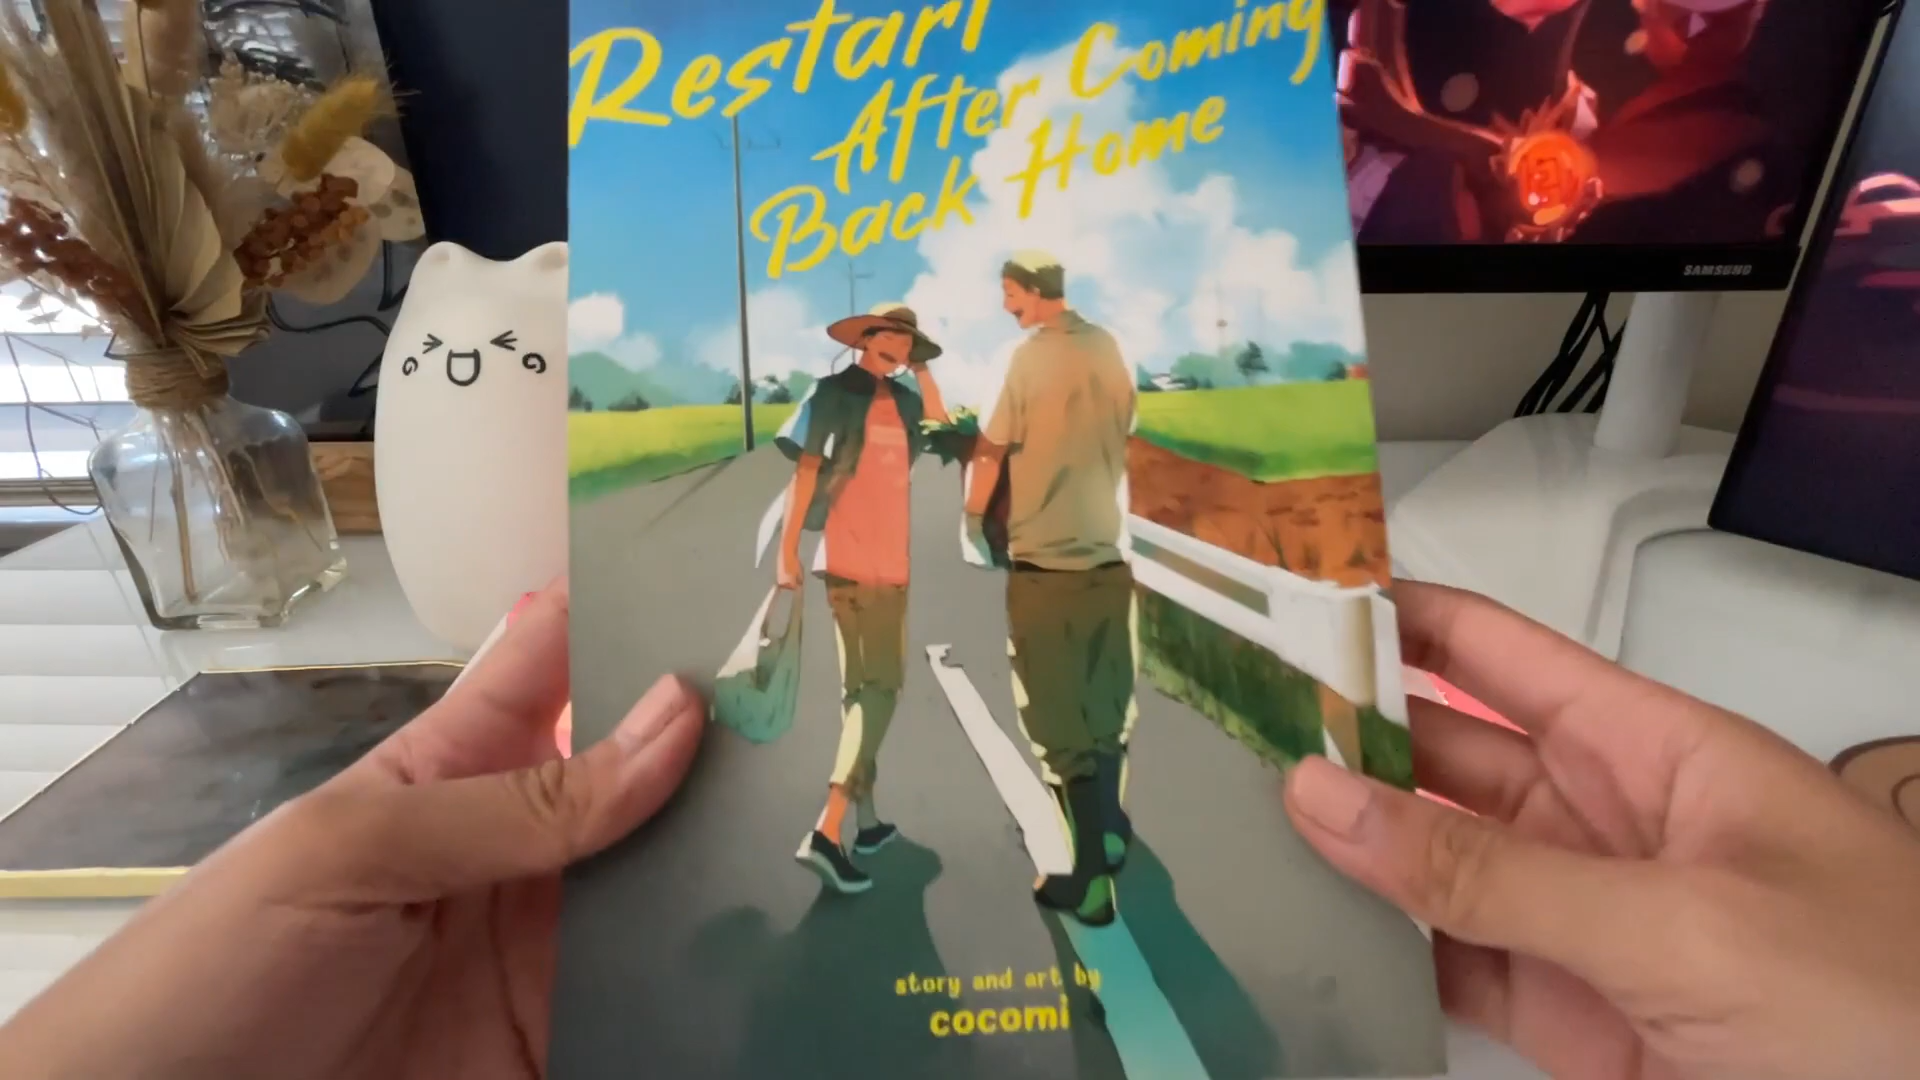 Restart
After Coming
Back Home
SAMSUNG
story and art by
cocomi